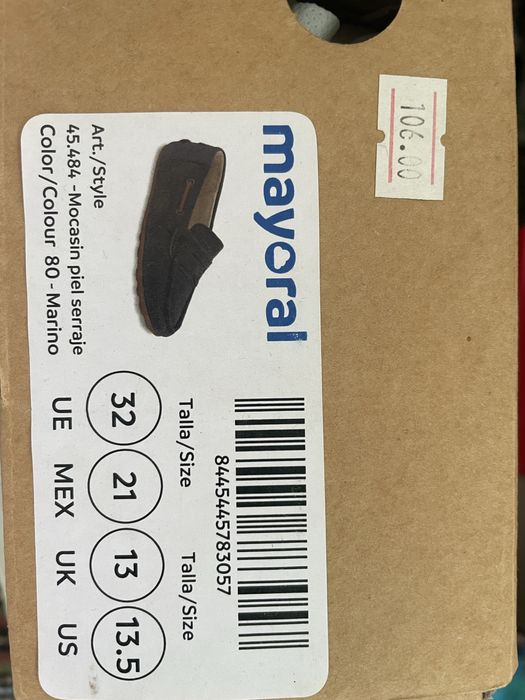 106.00
mayoral
Art./Style
45.484 -Mocasin piel serraje
Color/Colour 80 - Marino
8445445783057
Talla/Size Talla/Size
32 21 13 13.5
UE MEX UK US